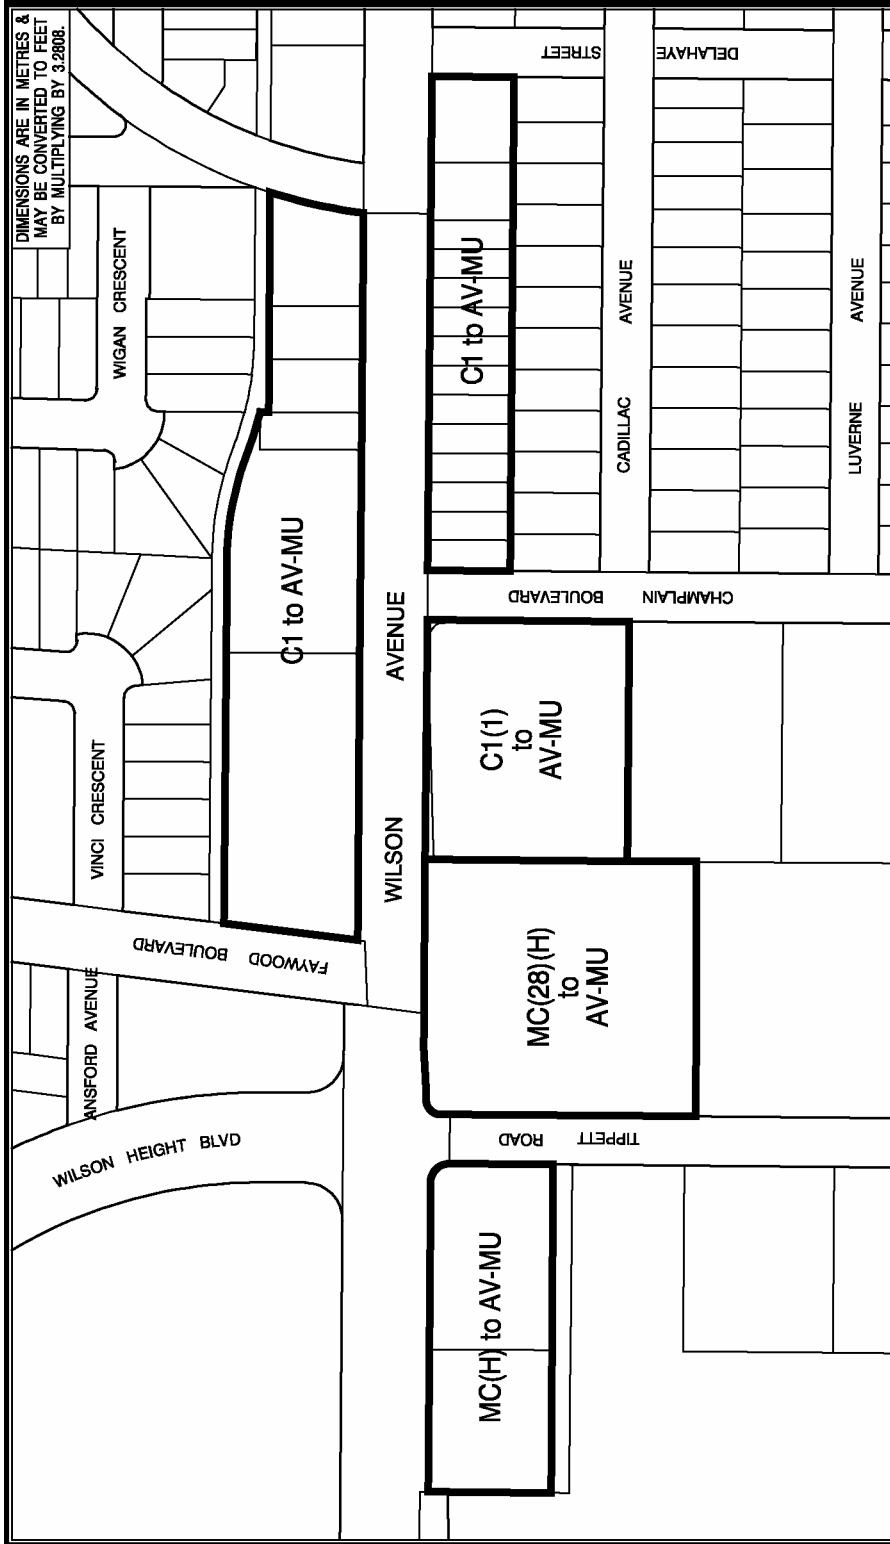 DIMENSIONS ARE IN METRES &
MAY BE CONVERTED TO FEET
BY MULTIPLYING BY 3.2808.
ANSFORD AVENUE
VINCI CRESCENT
WIGAN CRESCENT
WILSON HEIGHT BLVD
FAYWOOD BOULEVARD
C1 to AV-MU
WILSON AVENUE
MC(H) to AV-MU
TIPPETT ROAD
MC(28)(H)
to
AV-MU
C1(1)
to
AV-MU
CHAMPLAIN BOULEVARD
C1 to AV-MU
CADILLAC AVENUE
LUVERNE AVENUE
DELAHAYE STREET